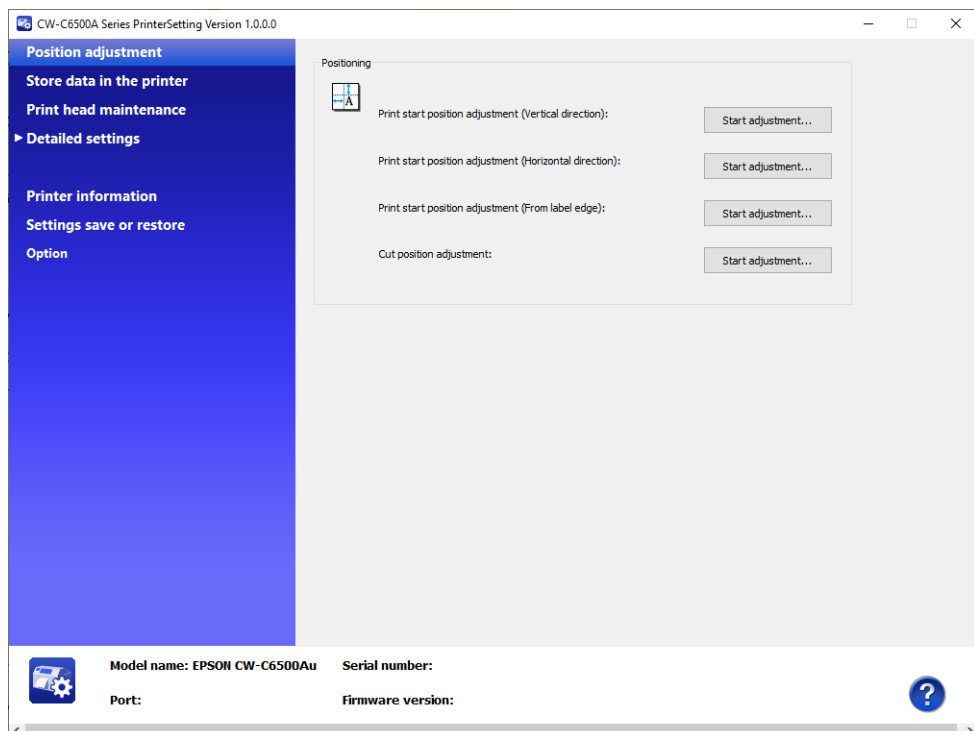 CW-C6500A Series PrinterSetting Version 1.0.0.0
Position adjustment
Store data in the printer
Print head maintenance
Detailed settings
Printer information
Settings save or restore
Option
Positioning
A
Print start position adjustment (Vertical direction):
Start adjustment...
Print start position adjustment (Horizontal direction):
Start adjustment...
Print start position adjustment (From label edge):
Start adjustment...
Cut position adjustment:
Start adjustment...
Model name: EPSON CW-C6500Au
Serial number:
Port:
Firmware version:
?